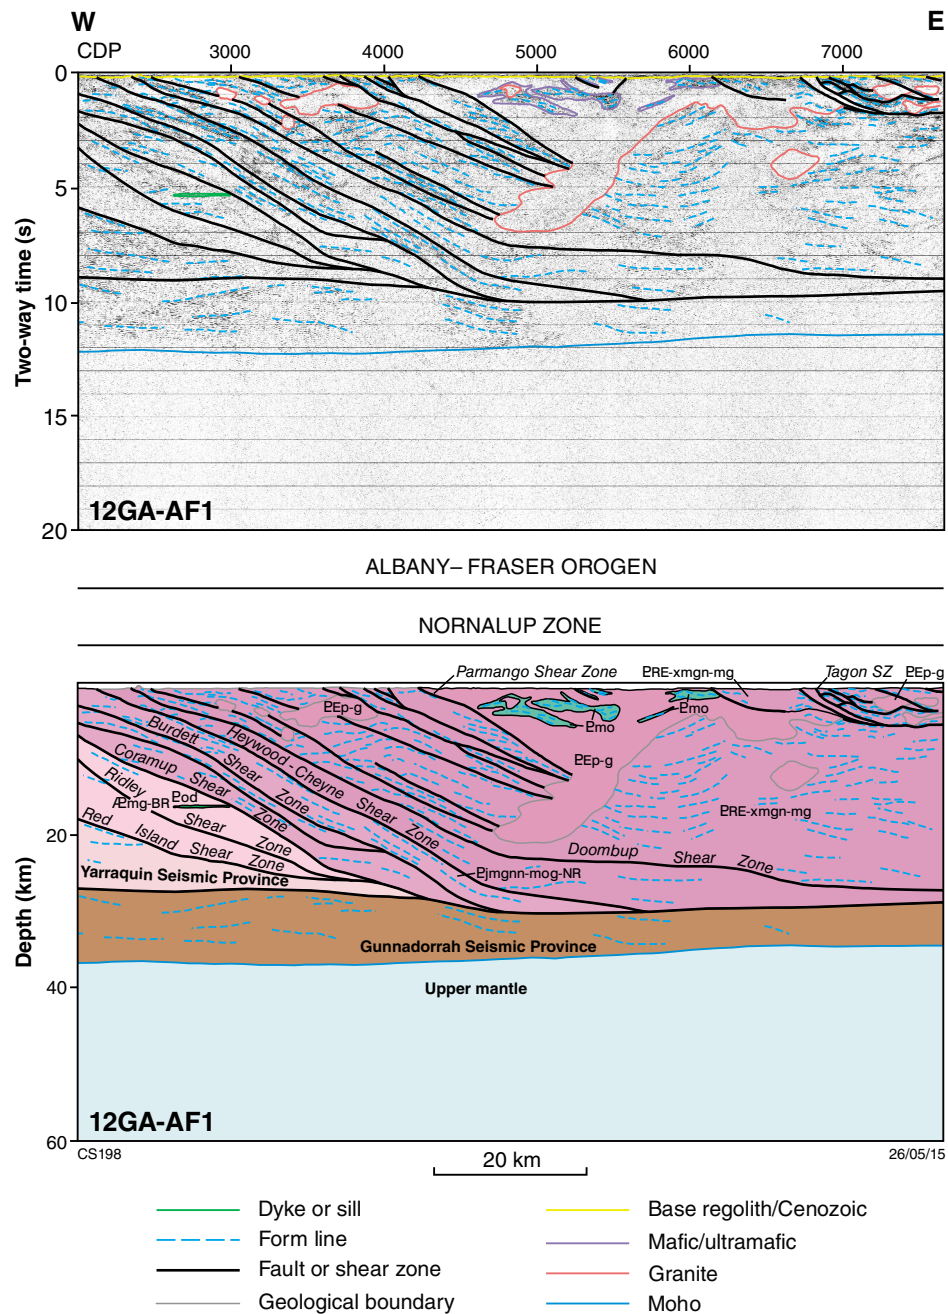 W E
CDP 3000 4000 5000 6000 7000
0
5
10
15
20
Two-way time (s)
12GA-AF1
ALBANY– FRASER OROGEN
NORNALUP ZONE
Parmango Shear Zone
PRE-xmgn-mg
Tagon SZ
PEp-g
PEp-g
Pmo
Pmo
PEp-g
Burdett Shear Zone
Heywood - Cheyne Shear Zone
Coramup Shear Zone
Ridley Shear Zone
Pod
Æmg-BR
PRE-xmgn-mg
Red Island Shear Zone
Doombup Shear Zone
Pjmgnn-mog-NR
Yarraquin Seismic Province
Gunnadorrah Seismic Province
Upper mantle
20
40
60
Depth (km)
12GA-AF1
CS198
26/05/15
20 km
Dyke or sill
Form line
Fault or shear zone
Geological boundary
Base regolith/Cenozoic
Mafic/ultramafic
Granite
Moho